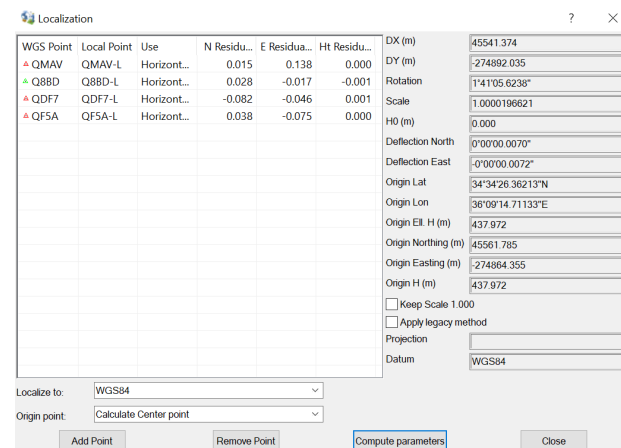 Localization
? ×
WGS Point Local Point Use N Residu... E Residua... Ht Residu...
QMAV QMAV-L Horizont... 0.015 0.138 0.000
Q8BD Q8BD-L Horizont... 0.028 -0.017 -0.001
QDF7 QDF7-L Horizont... -0.082 -0.046 0.001
QF5A QF5A-L Horizont... 0.038 -0.075 0.000
DX (m) 45541.374
DY (m) -274892.035
Rotation 1°41'05.6238"
Scale 1.0000196621
H0 (m) 0.000
Deflection North 0°00'00.0070"
Deflection East -0°00'00.0072"
Origin Lat 34°34'26.36213"N
Origin Lon 36°09'14.71133"E
Origin Ell. H (m) 437.972
Origin Northing (m) 45561.785
Origin Easting (m) -274864.355
Origin H (m) 437.972
Keep Scale 1.000
Apply legacy method
Projection
Datum WGS84
Localize to: WGS84
Origin point: Calculate Center point
Add Point Remove Point Compute parameters Close